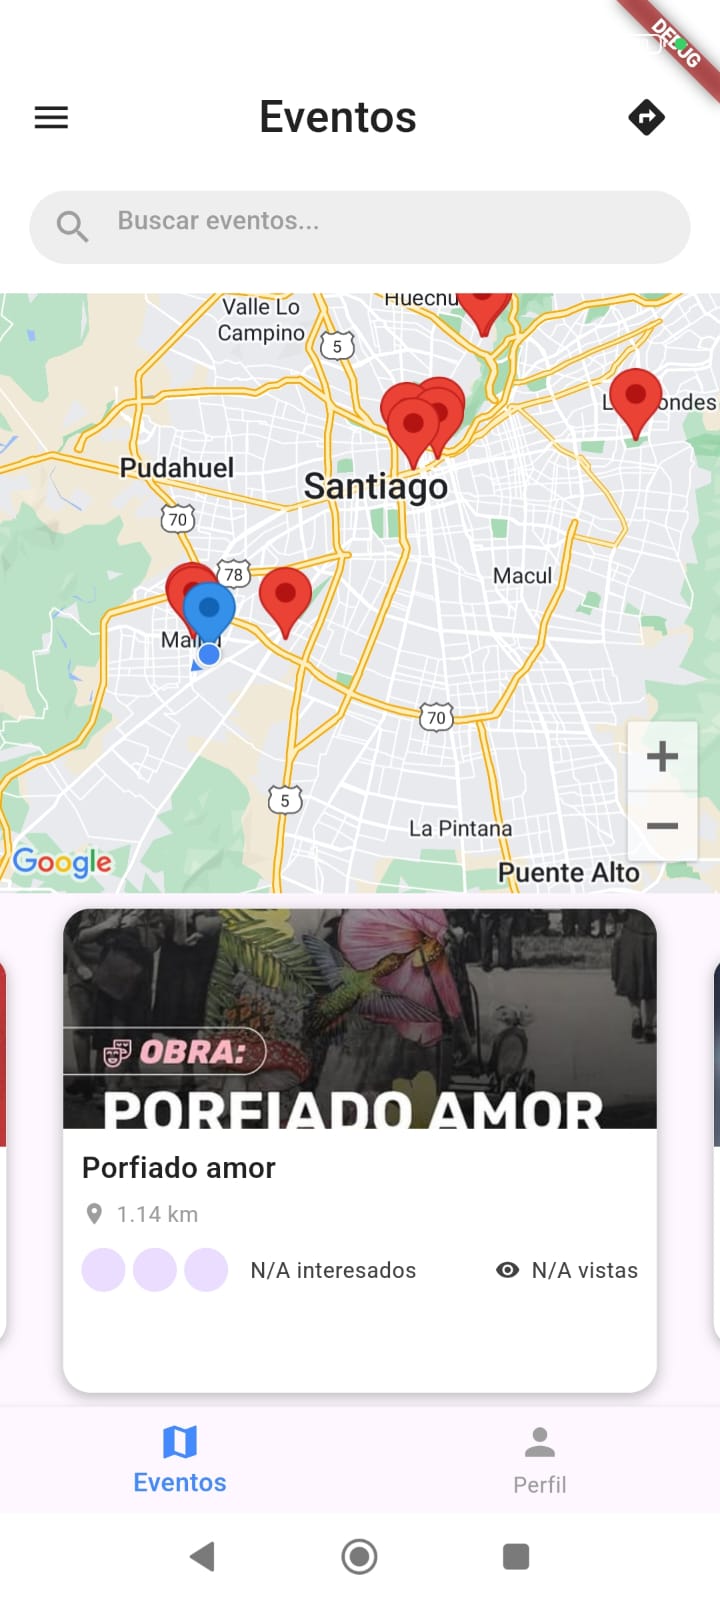 DEBUG
Eventos
Buscar eventos...
Huechu
Valle Lo
Campino
5
L
ondes
Pudahuel
Santiago
70
78
Macul
Mai
70
5
La Pintana
Google
Puente Alto
+
−
OBRA:
PORFIADO AMOR
Porfiado amor
1.14 km
N/A interesados
N/A vistas
Eventos
Perfil